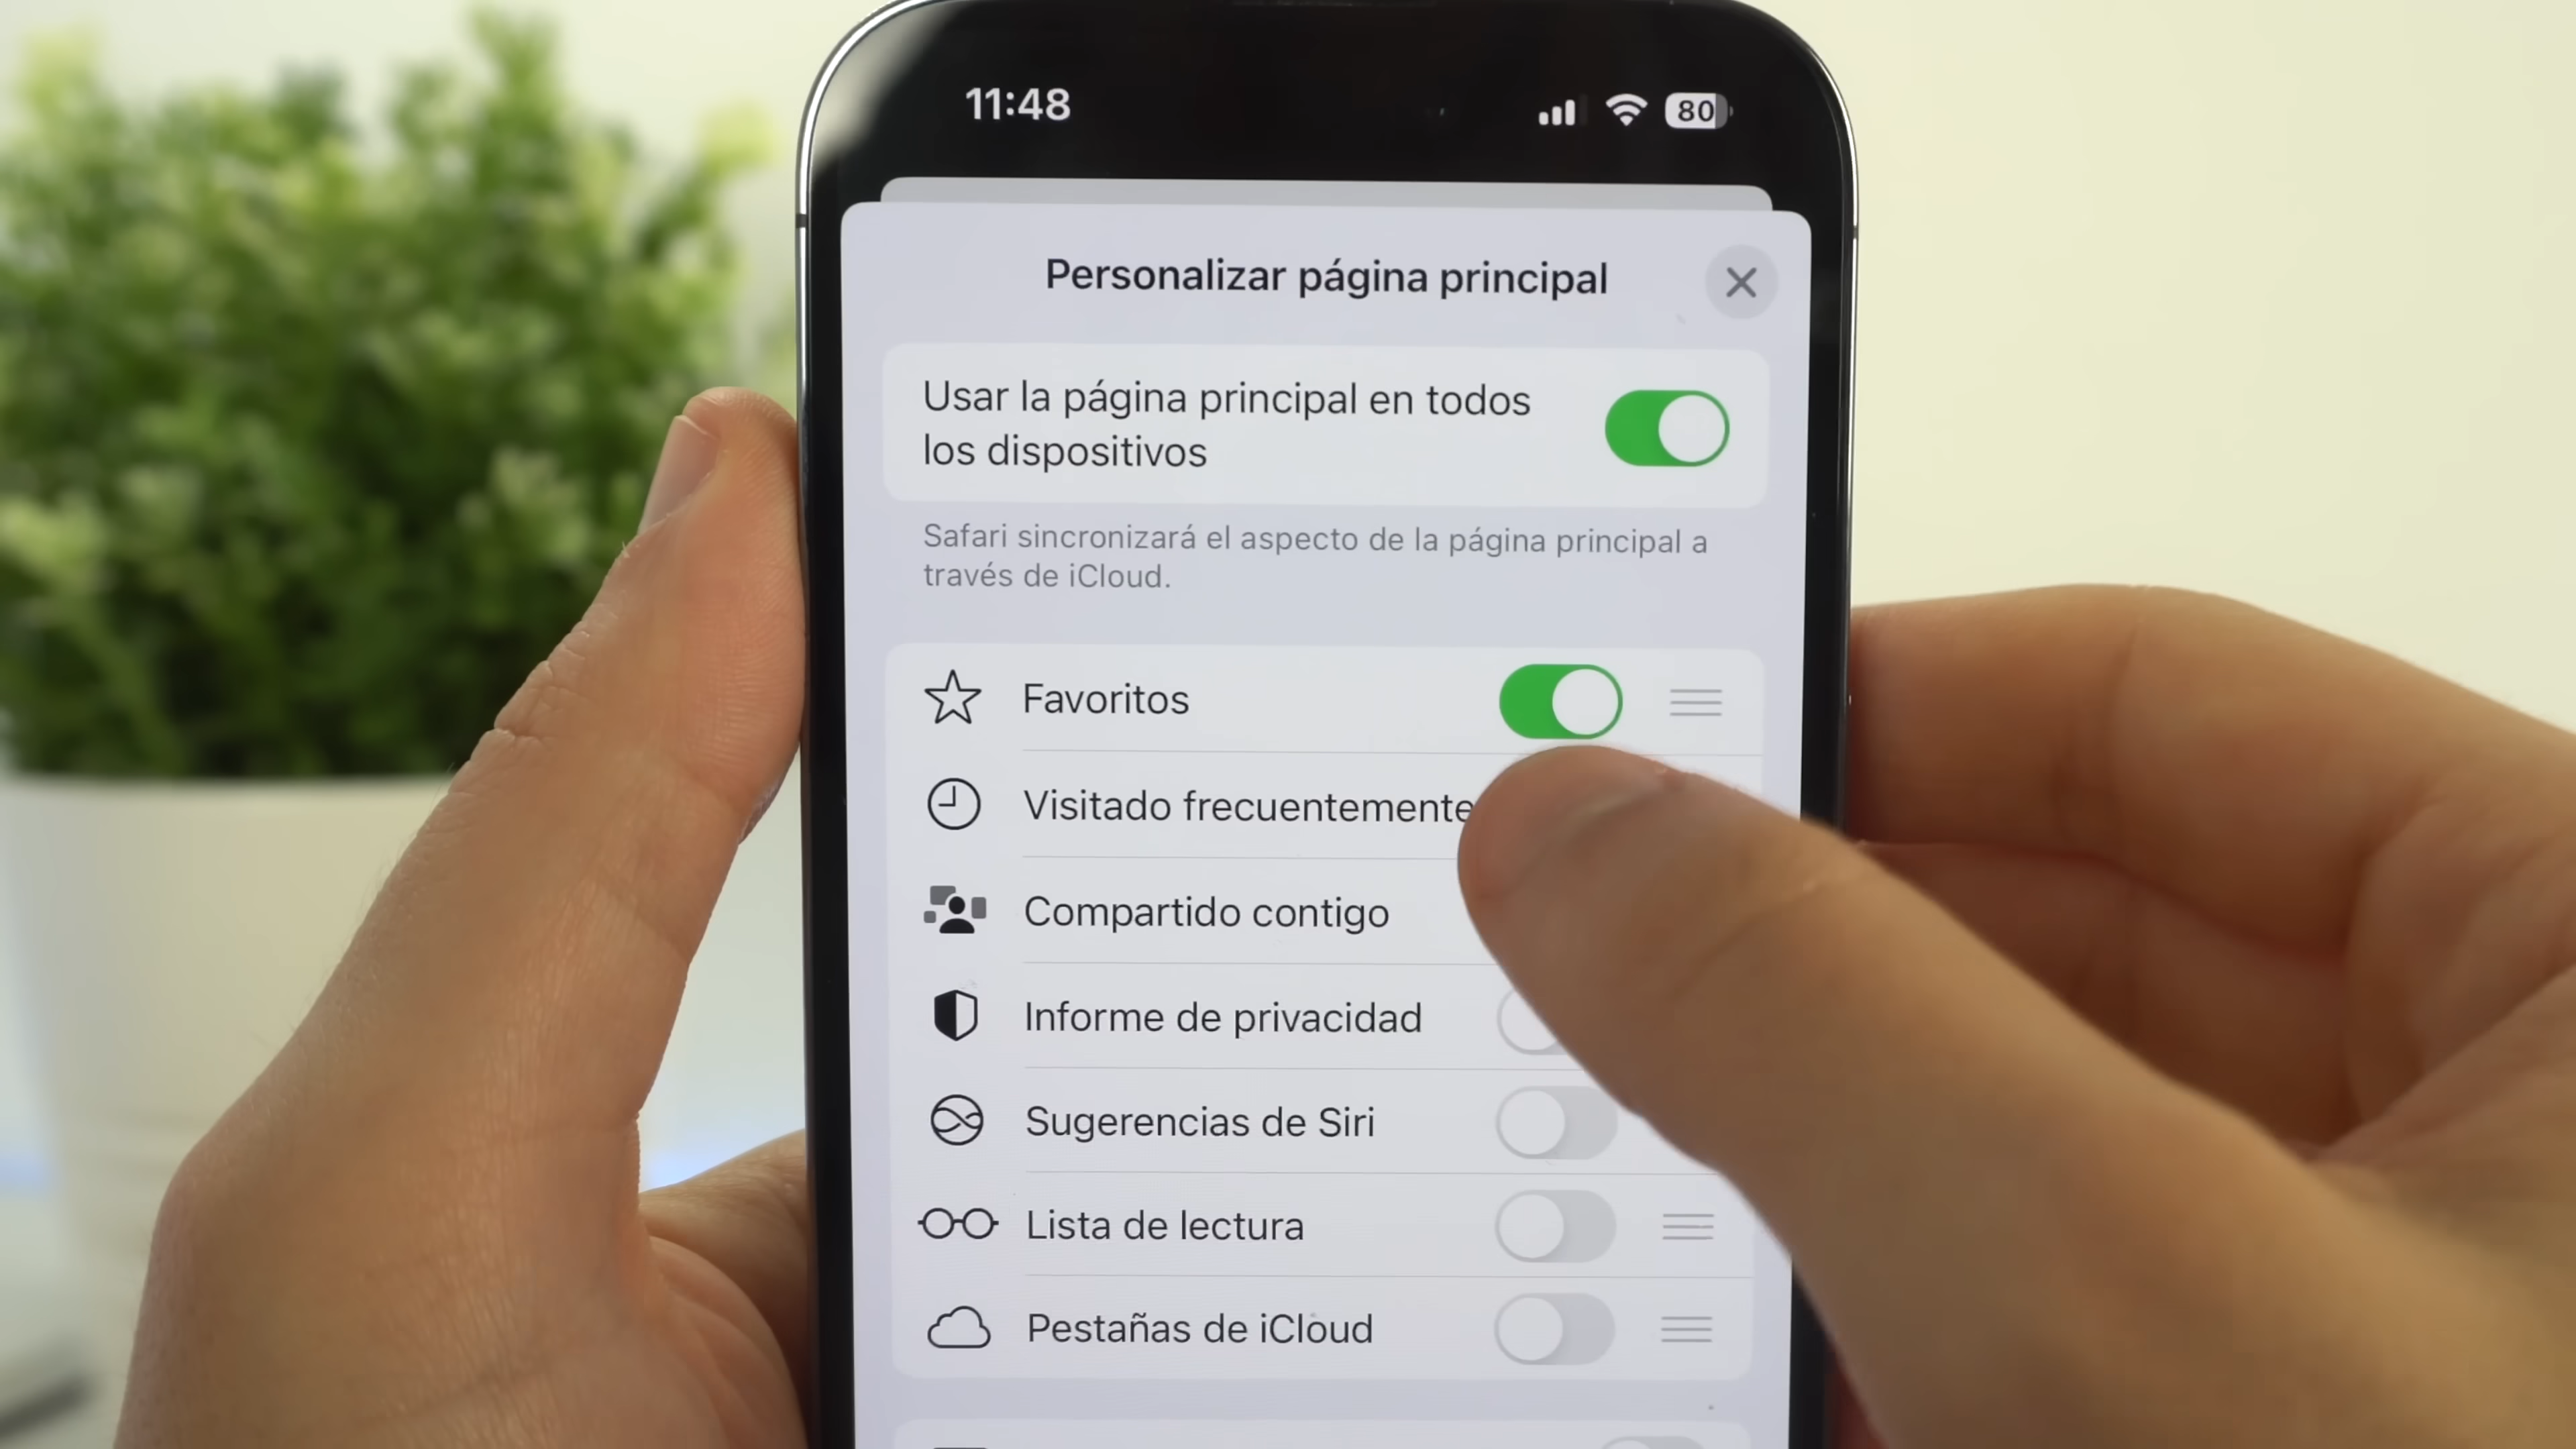 11:48
80
Personalizar página principal
Usar la página principal en todos
los dispositivos
Safari sincronizará el aspecto de la página principal a
través de iCloud.
Favoritos
Visitado frecuentemente
Compartido contigo
Informe de privacidad
Sugerencias de Siri
Lista de lectura
Pestañas de iCloud